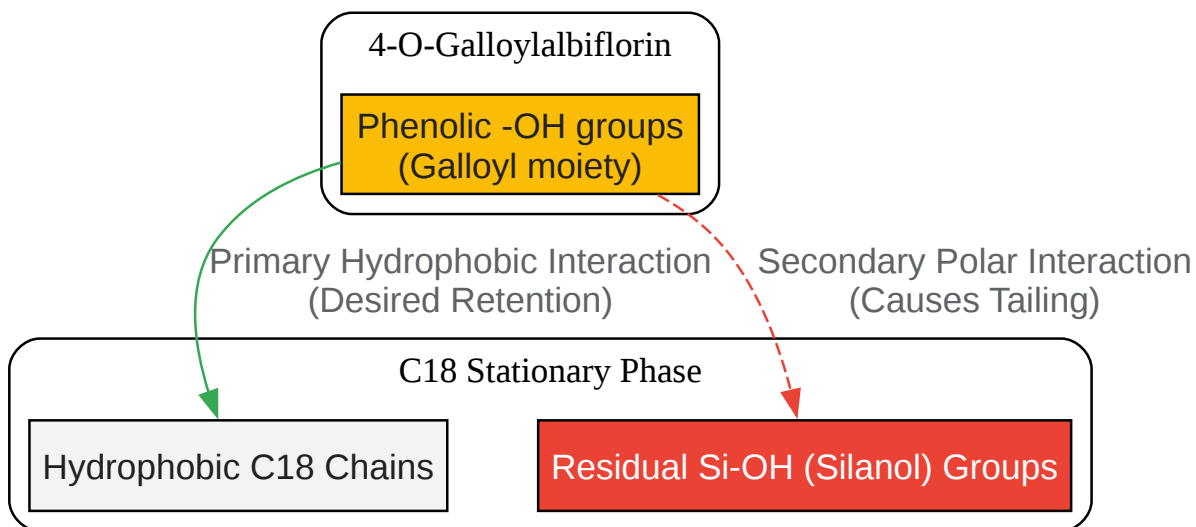 4-O-Galloylalbiflorin
Phenolic -OH groups
(Galloyl moiety)
Primary Hydrophobic Interaction
(Desired Retention)
Secondary Polar Interaction
(Causes Tailing)
C18 Stationary Phase
Hydrophobic C18 Chains
Residual Si-OH (Silanol) Groups